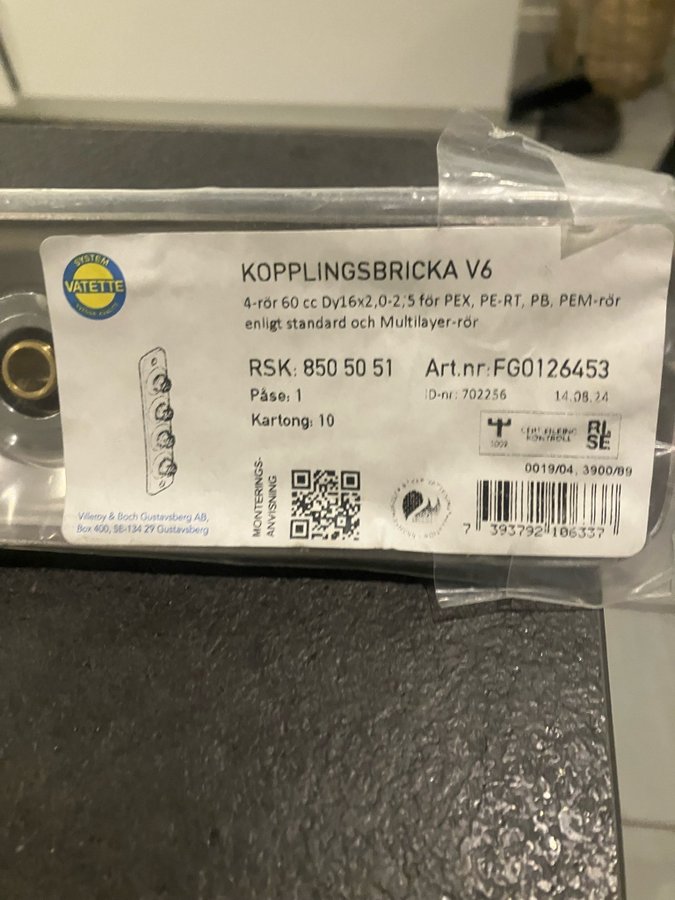 SYSTEM
VATETTE
KOPPLINGSBRICKA V6
4-rör 60 cc Dy16x2,0-2,5 för PEX, PE-RT, PB, PEM-rör
enligt standard och Multilayer-rör
RSK: 850 50 51 Art.nr:FG0126453
Påse: 1 ID-nr: 702256 14.08.24
Kartong: 10
1002
RI
SE
0019/04, 3900/89
MONTERINGS-
ANVISNING
7 393792 106337
Villeroy & Boch Gustavsberg AB,
Box 400, SE-134 29 Gustavsberg